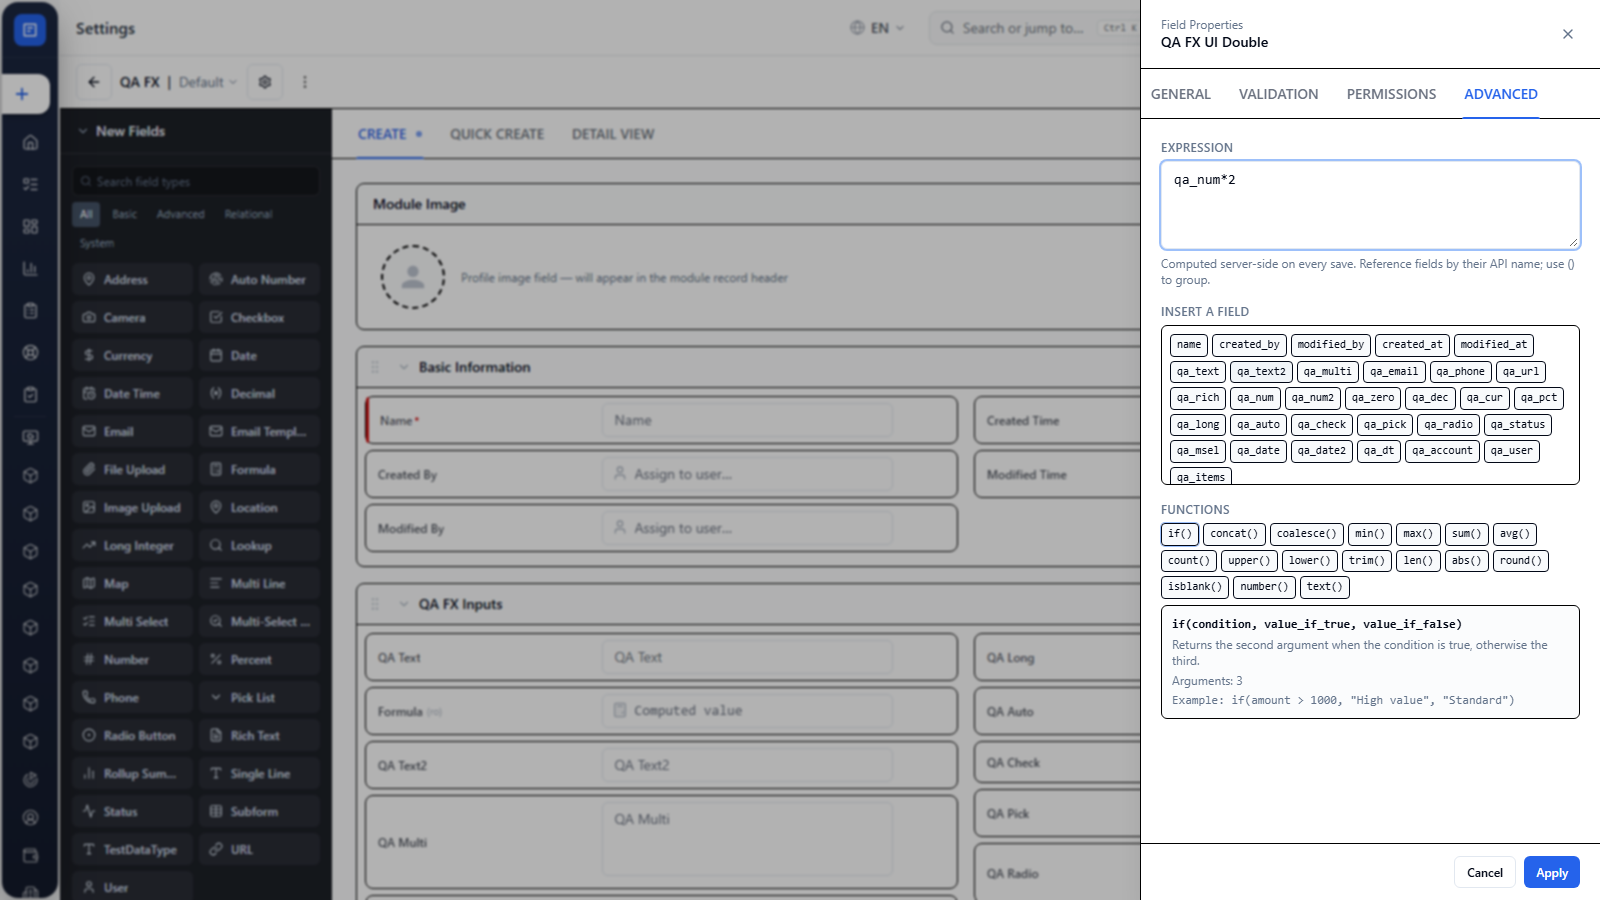 Settings
EN
Search or jump to...
Ctrl K
QA FX | Default
New Fields
Search field types
All
Basic
Advanced
Relational
System
Address
Auto Number
Camera
Checkbox
Currency
Date
Date Time
Decimal
Email
Email Templ...
File Upload
Formula
Image Upload
Location
Long Integer
Lookup
Map
Multi Line
Multi Select
Multi-Select ...
Number
Percent
Phone
Pick List
Radio Button
Rich Text
Rollup Sum...
Single Line
Status
Subform
TestDataType
URL
User
CREATE
QUICK CREATE
DETAIL VIEW
Module Image
Profile image field — will appear in the module record header
Basic Information
Name*
Name
Created Time
Created By
Assign to user...
Modified Time
Modified By
Assign to user...
QA FX Inputs
QA Text
QA Text
QA Long
Formula
Computed value
QA Auto
QA Text2
QA Text2
QA Check
QA Multi
QA Multi
QA Pick
QA Radio
Field Properties
QA FX UI Double
GENERAL
VALIDATION
PERMISSIONS
ADVANCED
EXPRESSION
qa_num*2
Computed server-side on every save. Reference fields by their API name; use ()
to group.
INSERT A FIELD
name created_by modified_by created_at modified_at
qa_text qa_text2 qa_multi qa_email qa_phone qa_url
qa_rich qa_num qa_num2 qa_zero qa_dec qa_cur qa_pct
qa_long qa_auto qa_check qa_pick qa_radio qa_status
qa_msel qa_date qa_date2 qa_dt qa_account qa_user
qa_items
FUNCTIONS
if() concat() coalesce() min() max() sum() avg()
count() upper() lower() trim() len() abs() round()
isblank() number() text()
if(condition, value_if_true, value_if_false)
Returns the second argument when the condition is true, otherwise the
third.
Arguments: 3
Example: if(amount > 1000, "High value", "Standard")
Cancel
Apply